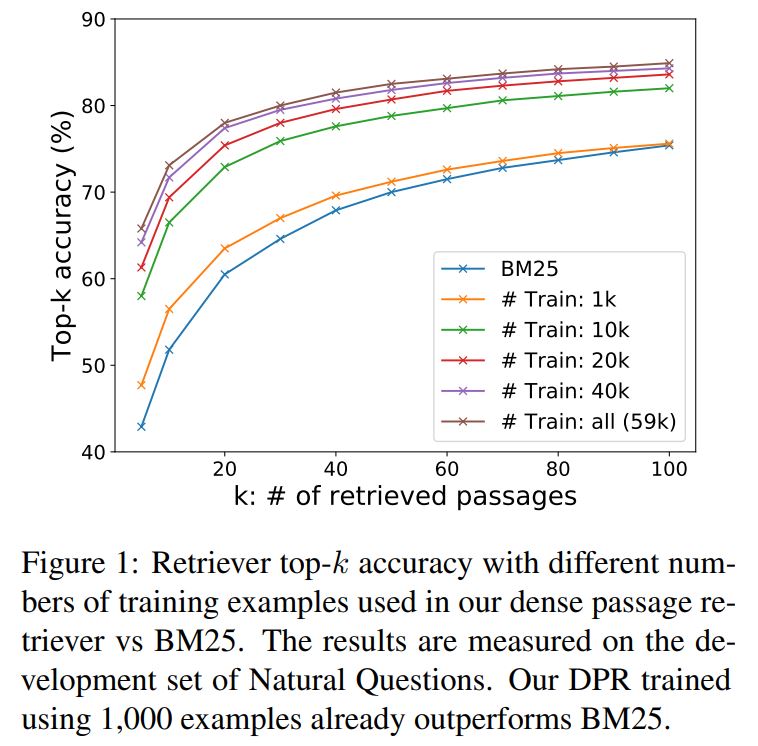 90
80
70
60
50
40
Top-k accuracy (%)
BM25
# Train: 1k
# Train: 10k
# Train: 20k
# Train: 40k
# Train: all (59k)
20 40 60 80 100
k: # of retrieved passages
Figure 1: Retriever top-k accuracy with different num-
bers of training examples used in our dense passage re-
triever vs BM25. The results are measured on the de-
velopment set of Natural Questions. Our DPR trained
using 1,000 examples already outperforms BM25.